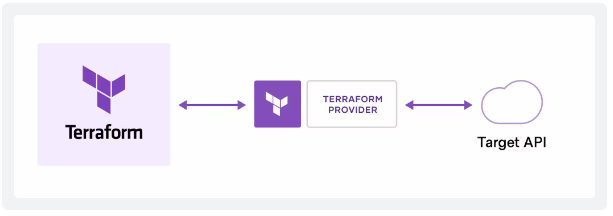 Terraform
TERRAFORM
PROVIDER
Target API